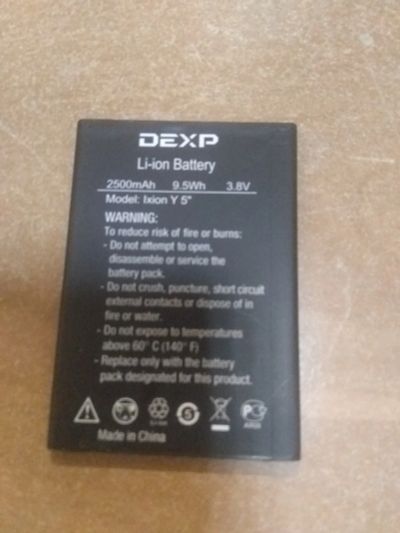 DEXP
Li-ion Battery
2500mAh 9.5Wh 3.8V
Model: Ixion Y 5"
WARNING:
To reduce risk of fire or burns:
- Do not attempt to open,
disassemble or service the
battery pack.
- Do not crush, puncture, short circuit
external contacts or dispose of in
fire or water.
- Do not expose to temperatures
above 60° C (140° F)
- Replace only with the battery
pack designated for this product.
Li-ion 5
Made in China